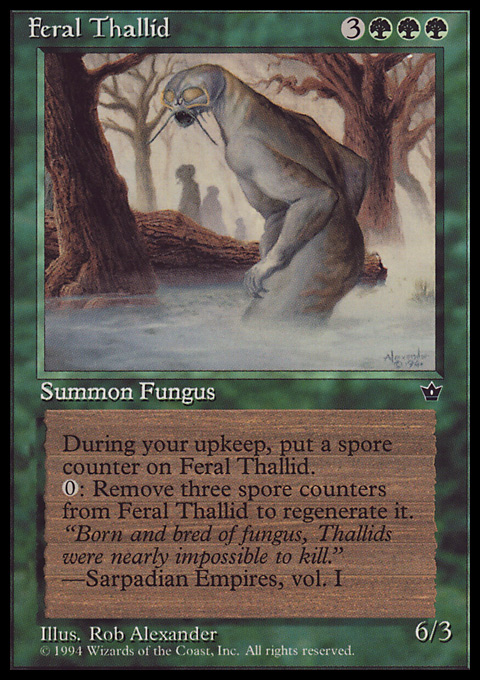 Feral Thallid 3
Summon Fungus
During your upkeep, put a spore
counter on Feral Thallid.
0: Remove three spore counters
from Feral Thallid to regenerate it.
“Born and bred of fungus, Thallids
were nearly impossible to kill.”
—Sarpadian Empires, vol. I
Illus. Rob Alexander 6/3
© 1994 Wizards of the Coast, Inc. All rights reserved.